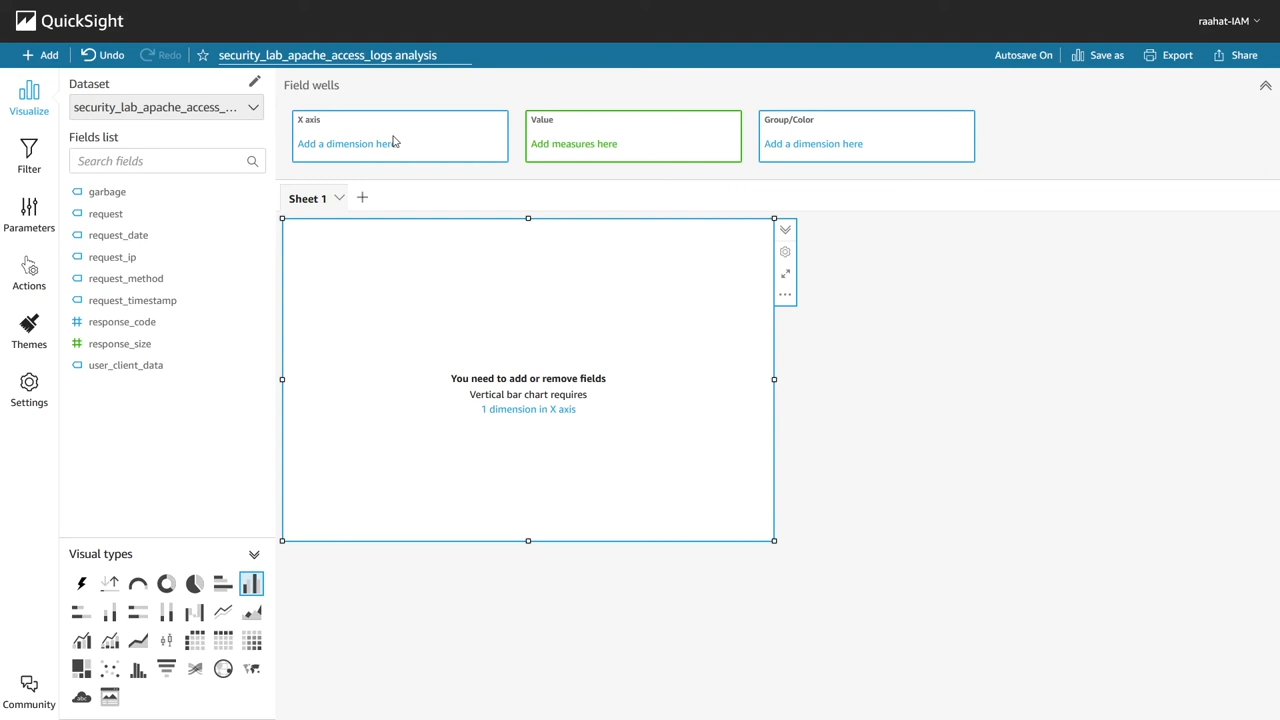 QuickSight
raahat-IAM
Add
Undo
Redo
security_lab_apache_access_logs analysis
Autosave On
Save as
Export
Share
Visualize
Filter
Parameters
Actions
Themes
Settings
Community
Dataset
security_lab_apache_access_...
Fields list
Search fields
garbage
request
request_date
request_ip
request_method
request_timestamp
response_code
response_size
user_client_data
Visual types
abc
Field wells
X axis
Add a dimension here
Value
Add measures here
Group/Color
Add a dimension here
Sheet 1
You need to add or remove fields
Vertical bar chart requires
1 dimension in X axis